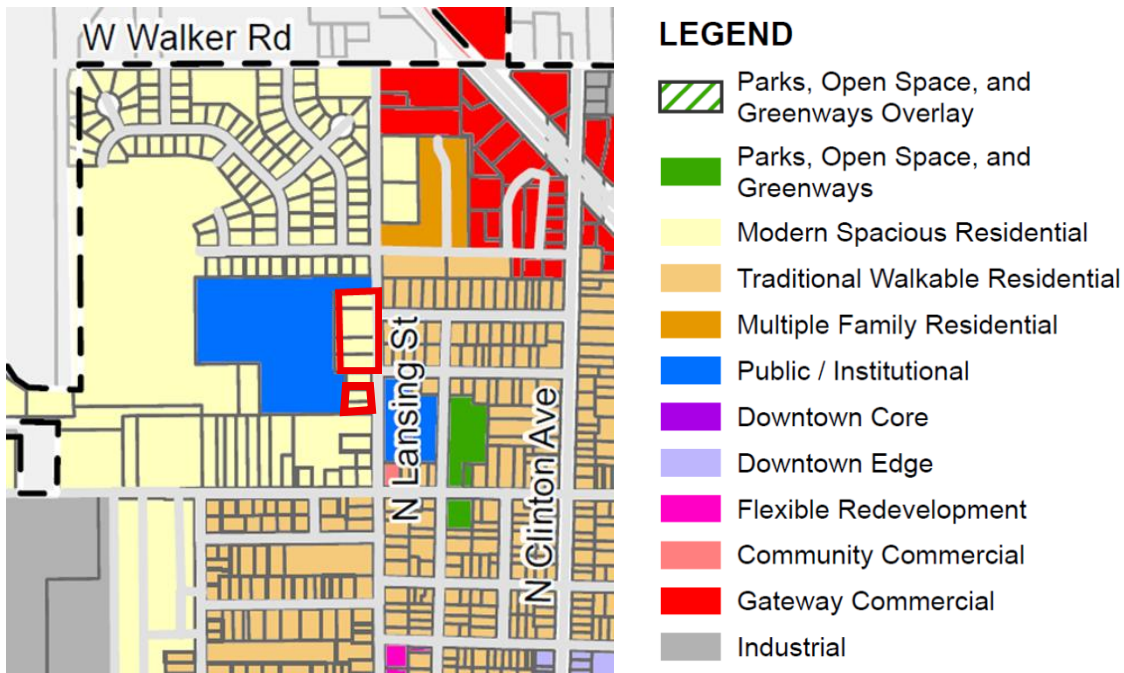 W Walker Rd
N Lansing St
N Clinton Ave
LEGEND
Parks, Open Space, and
Greenways Overlay
Parks, Open Space, and
Greenways
Modern Spacious Residential
Traditional Walkable Residential
Multiple Family Residential
Public / Institutional
Downtown Core
Downtown Edge
Flexible Redevelopment
Community Commercial
Gateway Commercial
Industrial